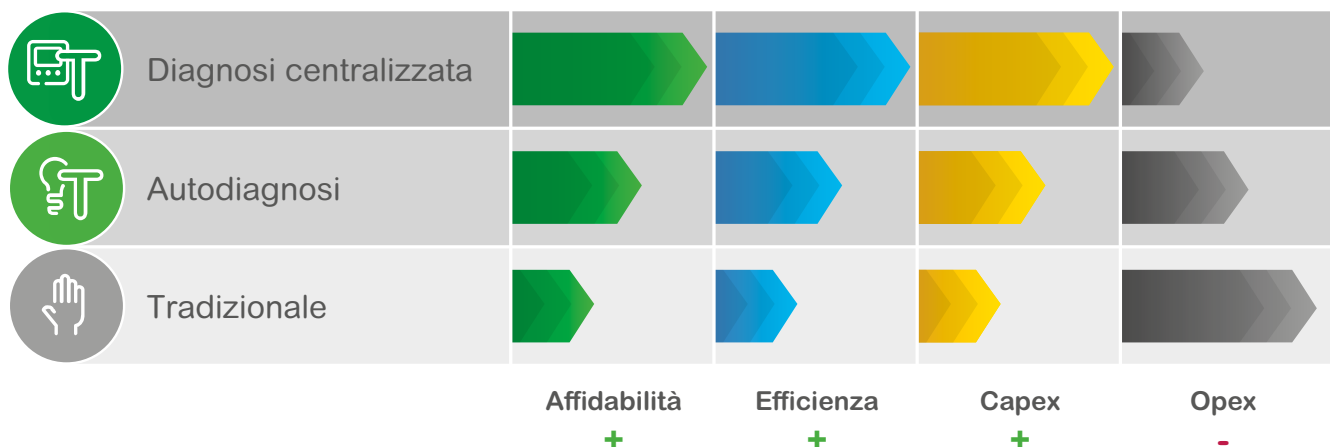 Diagnosi centralizzata
Autodiagnosi
Tradizionale
Affidabilità Efficienza Capex Opex
+ + + -